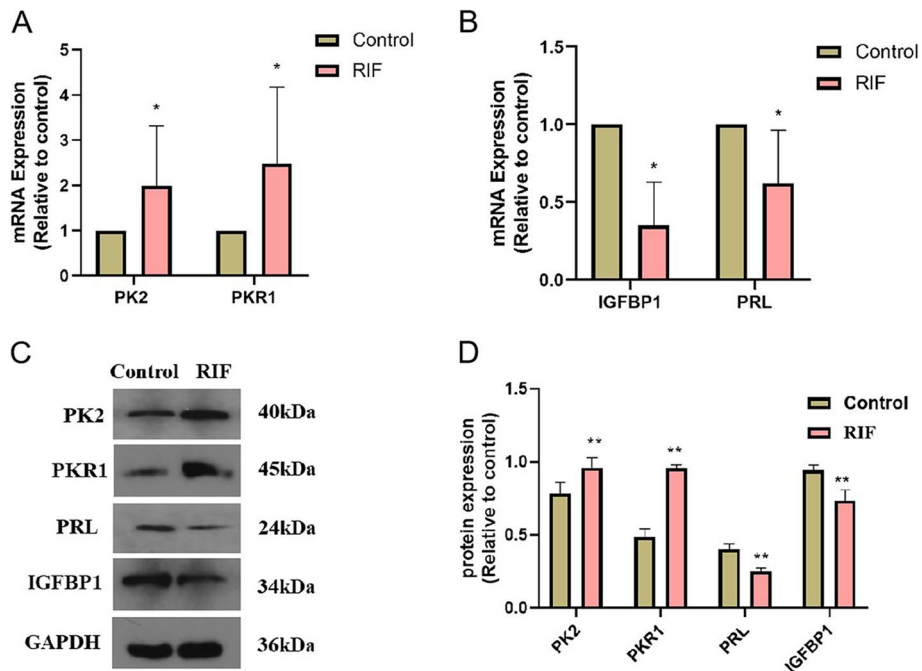 A
Control
RIF
mRNA Expression
(Relative to control)
5
4
3
2
1
0
*
*
PK2
PKR1
B
Control
RIF
mRNA Expression
(Relative to control)
1.5
1.0
0.5
0.0
*
*
IGFBP1
PRL
C
Control RIF
PK2 40kDa
PKR1 45kDa
PRL 24kDa
IGFBP1 34kDa
GAPDH 36kDa
D
Control
RIF
protein expression
(Relative to control)
1.5
1.0
0.5
0.0
**
**
**
**
PK2
PKR1
PRL
IGFBP1